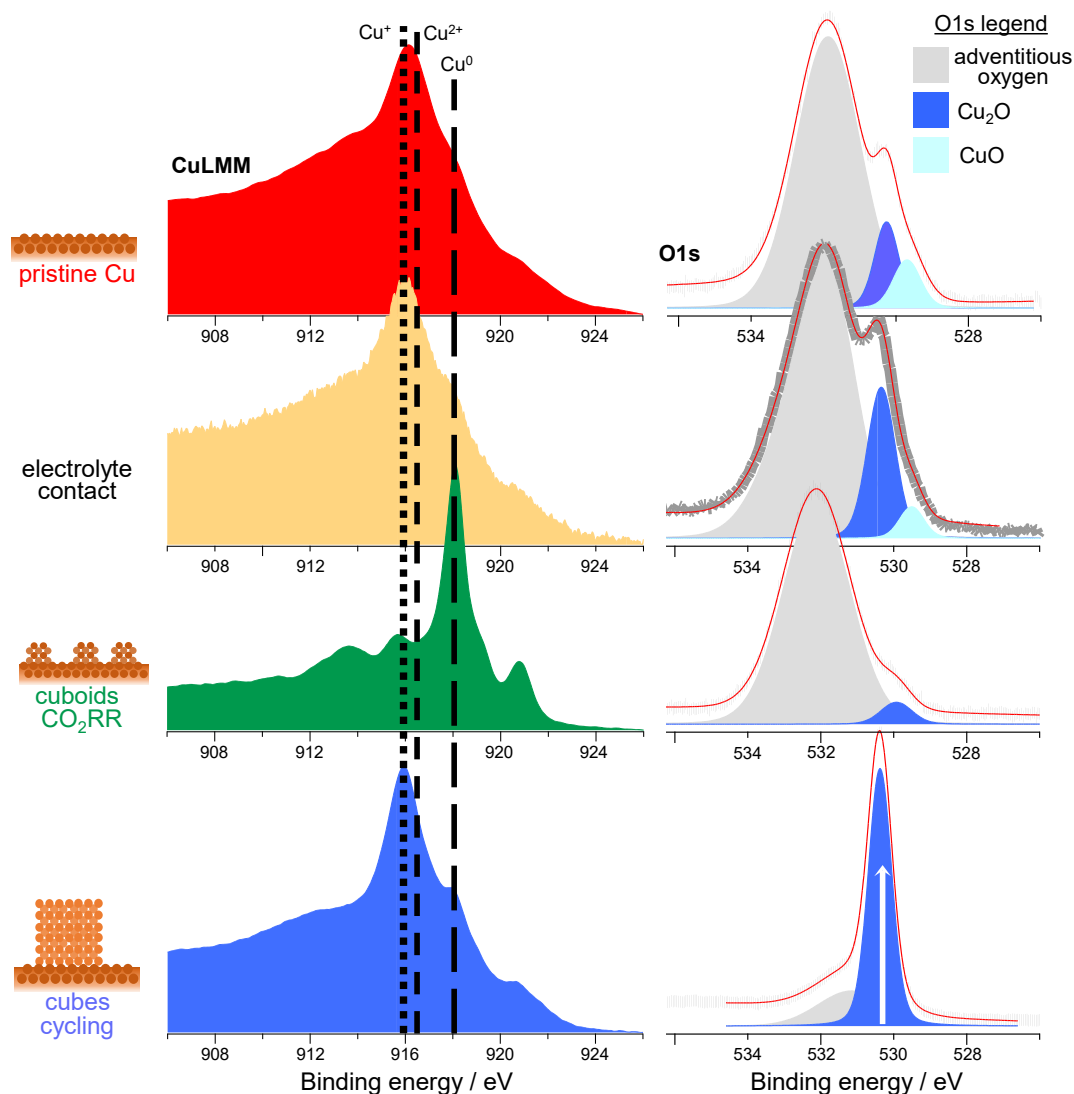 Cu⁺
Cu²⁺
Cu⁰
CuLMM
O1s legend
adventitious
oxygen
Cu₂O
CuO
O1s
pristine Cu
908
912
916
920
924
534
530
528
electrolyte
contact
908
912
916
920
924
534
530
528
cuboids
CO₂RR
908
912
916
920
924
534
532
530
528
cubes
cycling
908
912
916
920
924
534
532
530
528
Binding energy / eV
Binding energy / eV